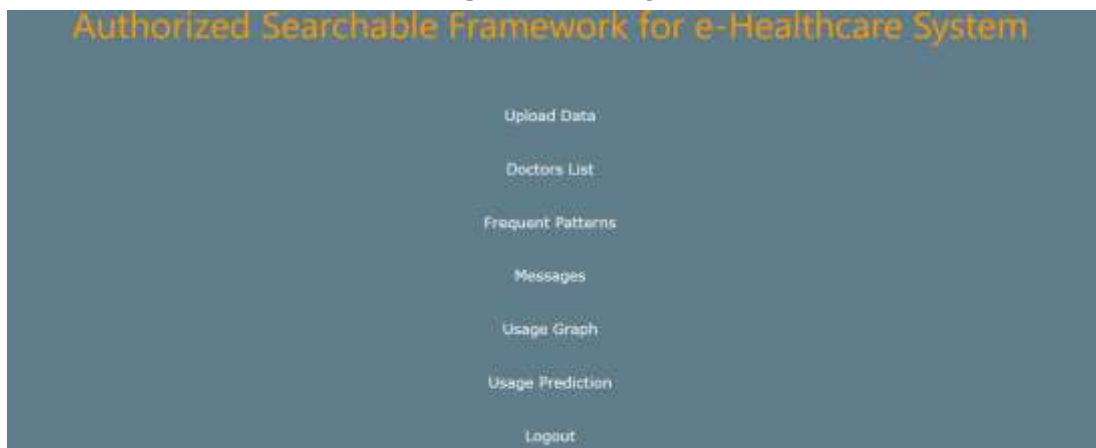 Authorized Searchable Framework for e-Healthcare System
Upload Data
Doctors List
Frequent Patterns
Messages
Usage Graph
Usage Prediction
Logout